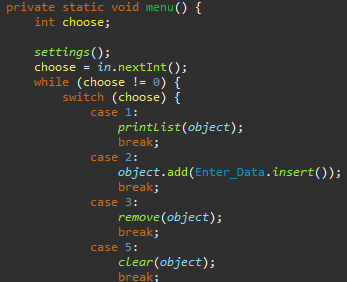 private static void menu() {
int choose;
settings();
choose = in.nextInt();
while (choose != 0) {
switch (choose) {
case 1:
printList(object);
break;
case 2:
object.add(Enter_Data.insert());
break;
case 3:
remove(object);
break;
case 5:
clear(object);
break;